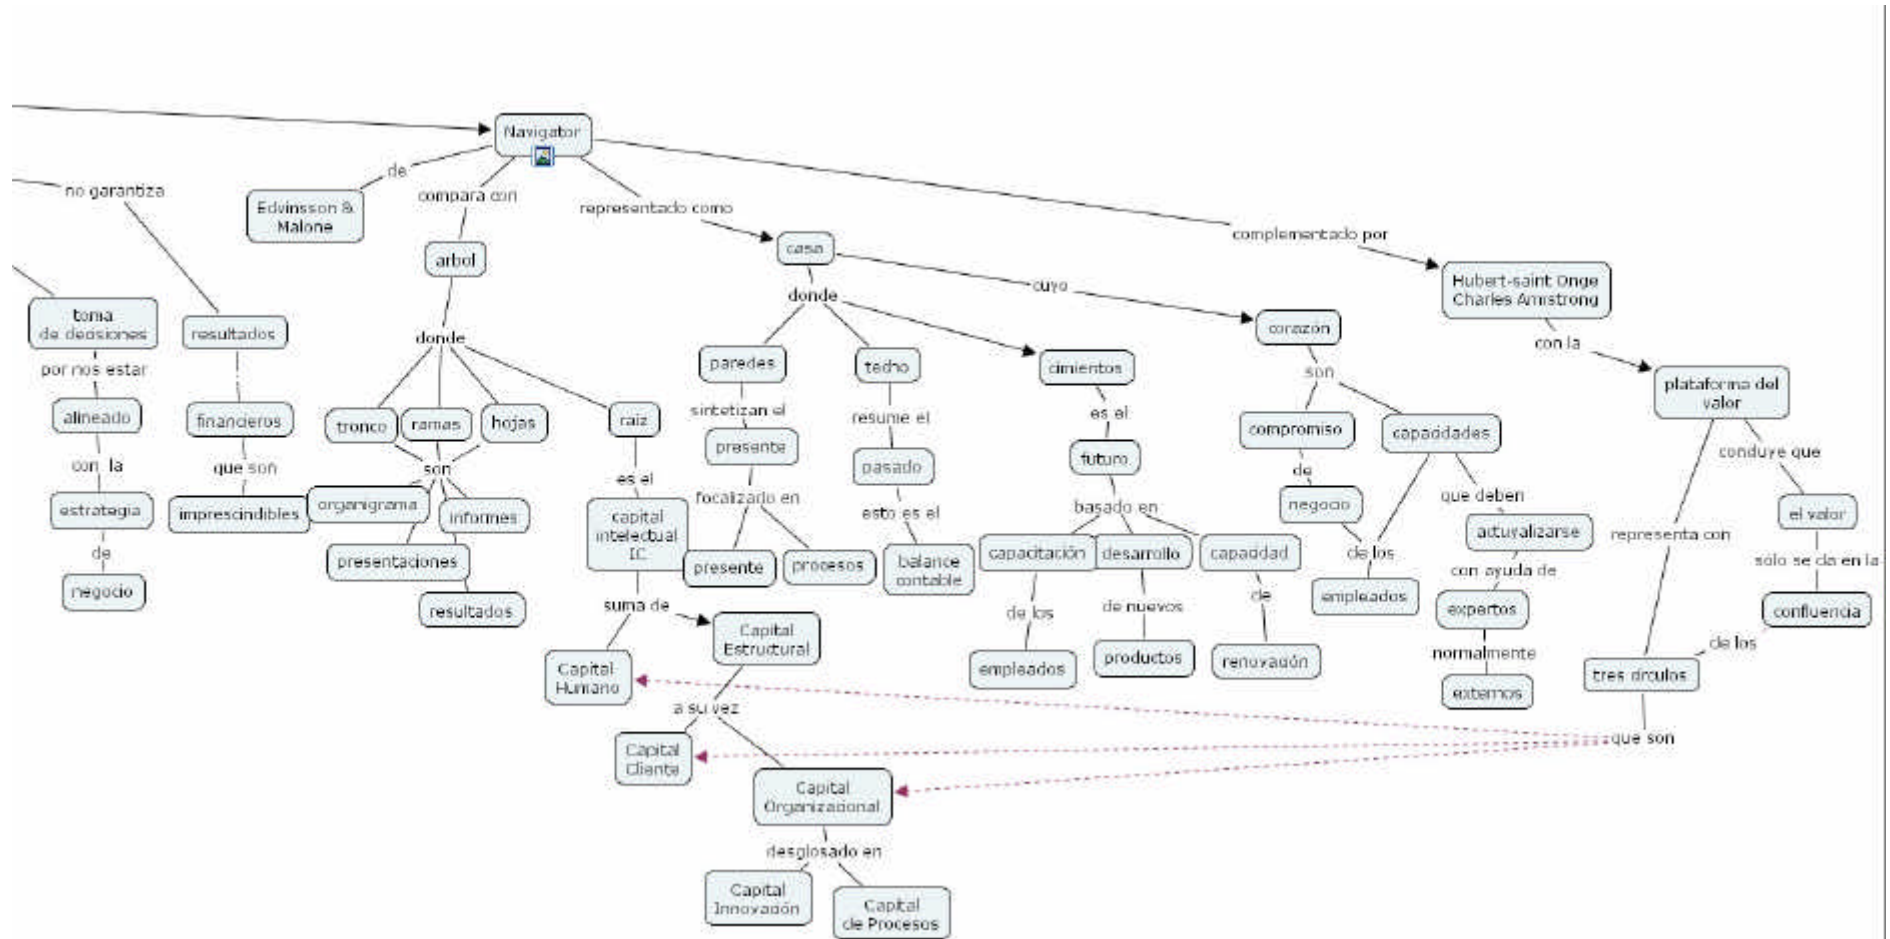 Navigator
de
Edvinsson &
Malone
compara con
arbol
donde
tronco
ramas
hojas
raiz
son
organigrama
informes
presentaciones
resultados
es el
capital
intelectual
IC
suma de
Capital
Humano
Capital
Estructural
a su vez
Capital
Cliente
Capital
Organizacional
desglosado en
Capital
Innovación
Capital
de Procesos
no garantiza
resultados
financieros
que son
imprescindibles
toma
de decisiones
por nos estar
alineado
con la
estrategia
de
negocio
representado como
casa
donde
paredes
sintetizan el
presente
focalizado en
presente
procesos
techo
resume el
pasado
esto es el
balance
contable
cimientos
es el
futuro
basado en
capacitación
de los
empleados
desarrollo
de nuevos
productos
capacidad
de
renovación
cuyo
corazón
son
compromiso
de
negocio
de los
empleados
capacidades
que deben
actuyalizarse
con ayuda de
expertos
normalmente
externos
complementado por
Hubert-saint Onge
Charles Amstrong
con la
plataforma del
valor
representa con
tres círculos
que son
concluye que
el valor
sólo se da en la
confluencia
de los